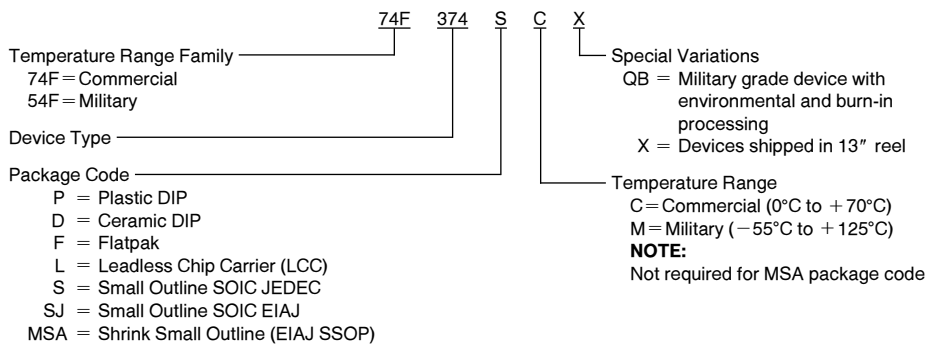 74F 374 S C X
Temperature Range Family
74F = Commercial
54F = Military
Device Type
Package Code
P = Plastic DIP
D = Ceramic DIP
F = Flatpak
L = Leadless Chip Carrier (LCC)
S = Small Outline SOIC JEDEC
SJ = Small Outline SOIC EIAJ
MSA = Shrink Small Outline (EIAJ SSOP)
Special Variations
QB = Military grade device with
environmental and burn-in
processing
X = Devices shipped in 13″ reel
Temperature Range
C = Commercial (0°C to +70°C)
M = Military (−55°C to +125°C)
NOTE:
Not required for MSA package code